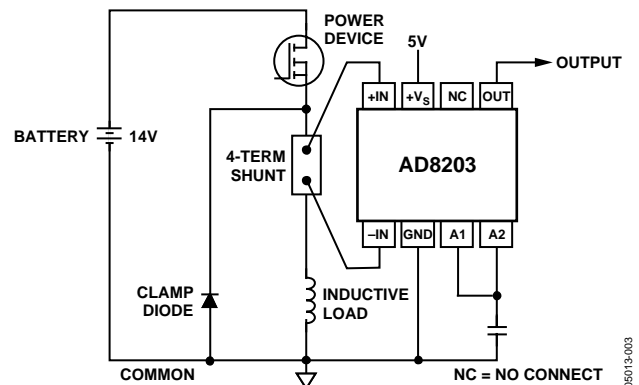 POWER
DEVICE
5V
OUTPUT
+IN
+VS
NC
OUT
BATTERY
14V
4-TERM
SHUNT
AD8203
–IN
GND
A1
A2
CLAMP
DIODE
INDUCTIVE
LOAD
COMMON
NC = NO CONNECT
05013-003